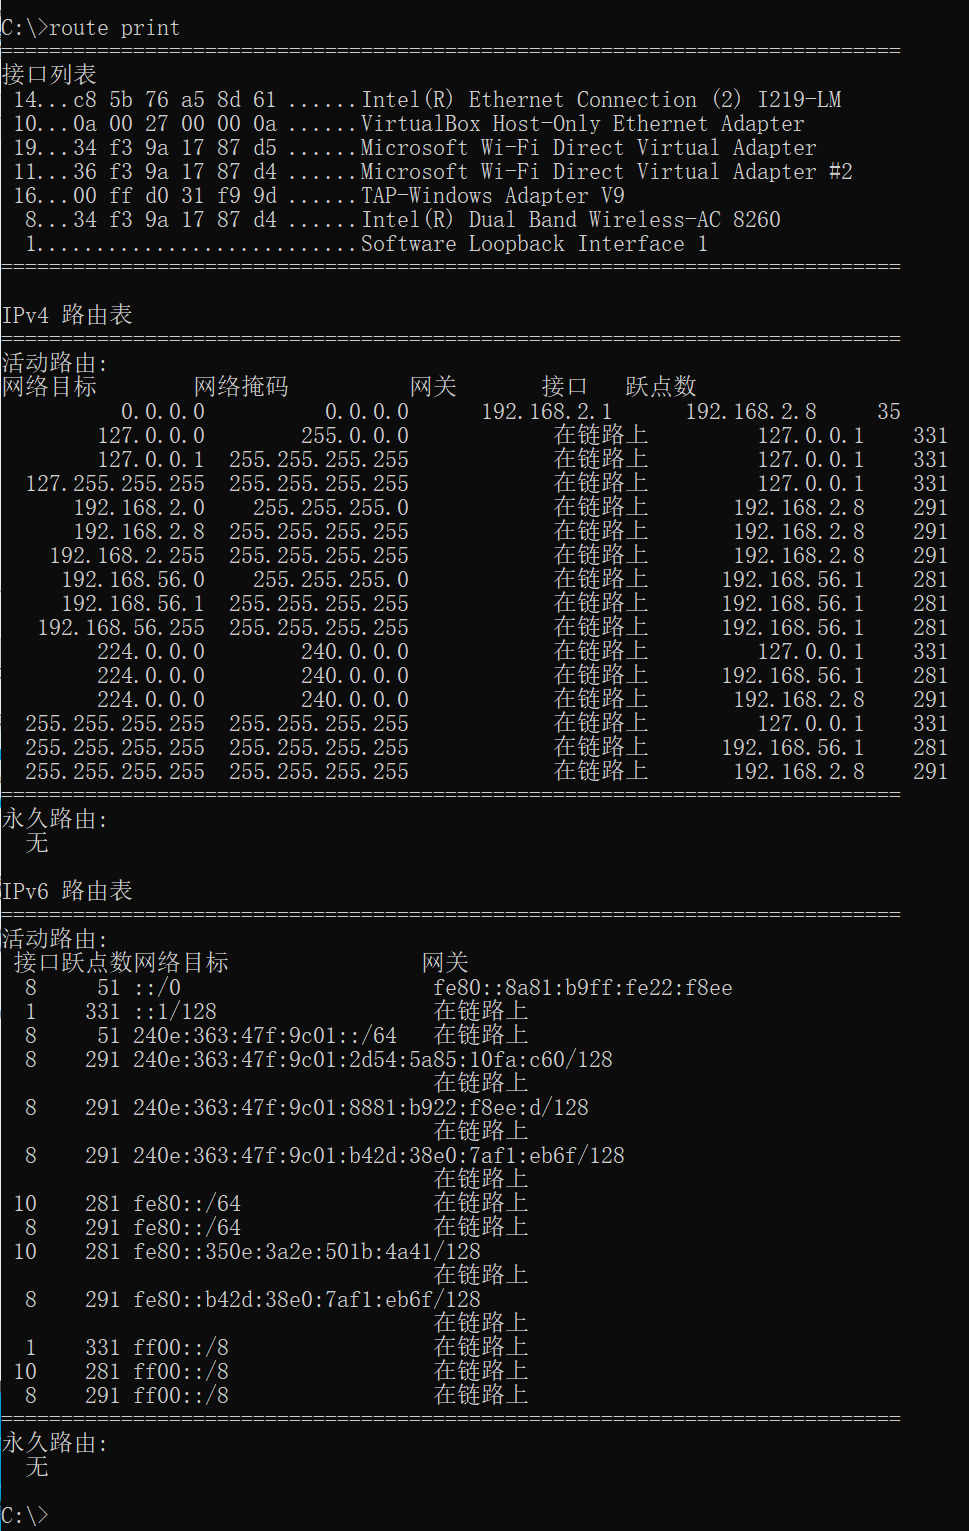 C:\>route print
===========================================================================
接口列表
 14...c8 5b 76 a5 8d 61 ......Intel(R) Ethernet Connection (2) I219-LM
 10...0a 00 27 00 00 0a ......VirtualBox Host-Only Ethernet Adapter
 19...34 f3 9a 17 87 d5 ......Microsoft Wi-Fi Direct Virtual Adapter
 11...36 f3 9a 17 87 d4 ......Microsoft Wi-Fi Direct Virtual Adapter #2
 16...00 ff d0 31 f9 9d ......TAP-Windows Adapter V9
  8...34 f3 9a 17 87 d4 ......Intel(R) Dual Band Wireless-AC 8260
  1...........................Software Loopback Interface 1
===========================================================================
IPv4 路由表
===========================================================================
活动路由:
网络目标        网络掩码          网关       接口   跃点数
          0.0.0.0          0.0.0.0      192.168.2.1      192.168.2.8     35
        127.0.0.0        255.0.0.0            在链路上         127.0.0.1    331
        127.0.0.1  255.255.255.255            在链路上         127.0.0.1    331
  127.255.255.255  255.255.255.255            在链路上         127.0.0.1    331
      192.168.2.0    255.255.255.0            在链路上       192.168.2.8    291
      192.168.2.8  255.255.255.255            在链路上       192.168.2.8    291
    192.168.2.255  255.255.255.255            在链路上       192.168.2.8    291
     192.168.56.0    255.255.255.0            在链路上      192.168.56.1    281
     192.168.56.1  255.255.255.255            在链路上      192.168.56.1    281
   192.168.56.255  255.255.255.255            在链路上      192.168.56.1    281
        224.0.0.0        240.0.0.0            在链路上         127.0.0.1    331
        224.0.0.0        240.0.0.0            在链路上      192.168.56.1    281
        224.0.0.0        240.0.0.0            在链路上       192.168.2.8    291
  255.255.255.255  255.255.255.255            在链路上         127.0.0.1    331
  255.255.255.255  255.255.255.255            在链路上      192.168.56.1    281
  255.255.255.255  255.255.255.255            在链路上       192.168.2.8    291
===========================================================================
永久路由:
  无
IPv6 路由表
===========================================================================
活动路由:
 接口跃点数网络目标                网关
  8     51 ::/0                     fe80::8a81:b9ff:fe22:f8ee
  1    331 ::1/128                  在链路上
  8     51 240e:363:47f:9c01::/64   在链路上
  8    291 240e:363:47f:9c01:2d54:5a85:10fa:c60/128
                                    在链路上
  8    291 240e:363:47f:9c01:8881:b922:f8ee:d/128
                                    在链路上
  8    291 240e:363:47f:9c01:b42d:38e0:7af1:eb6f/128
                                    在链路上
 10    281 fe80::/64                在链路上
  8    291 fe80::/64                在链路上
 10    281 fe80::350e:3a2e:501b:4a41/128
                                    在链路上
  8    291 fe80::b42d:38e0:7af1:eb6f/128
                                    在链路上
  1    331 ff00::/8                 在链路上
 10    281 ff00::/8                 在链路上
  8    291 ff00::/8                 在链路上
===========================================================================
永久路由:
  无
C:\>